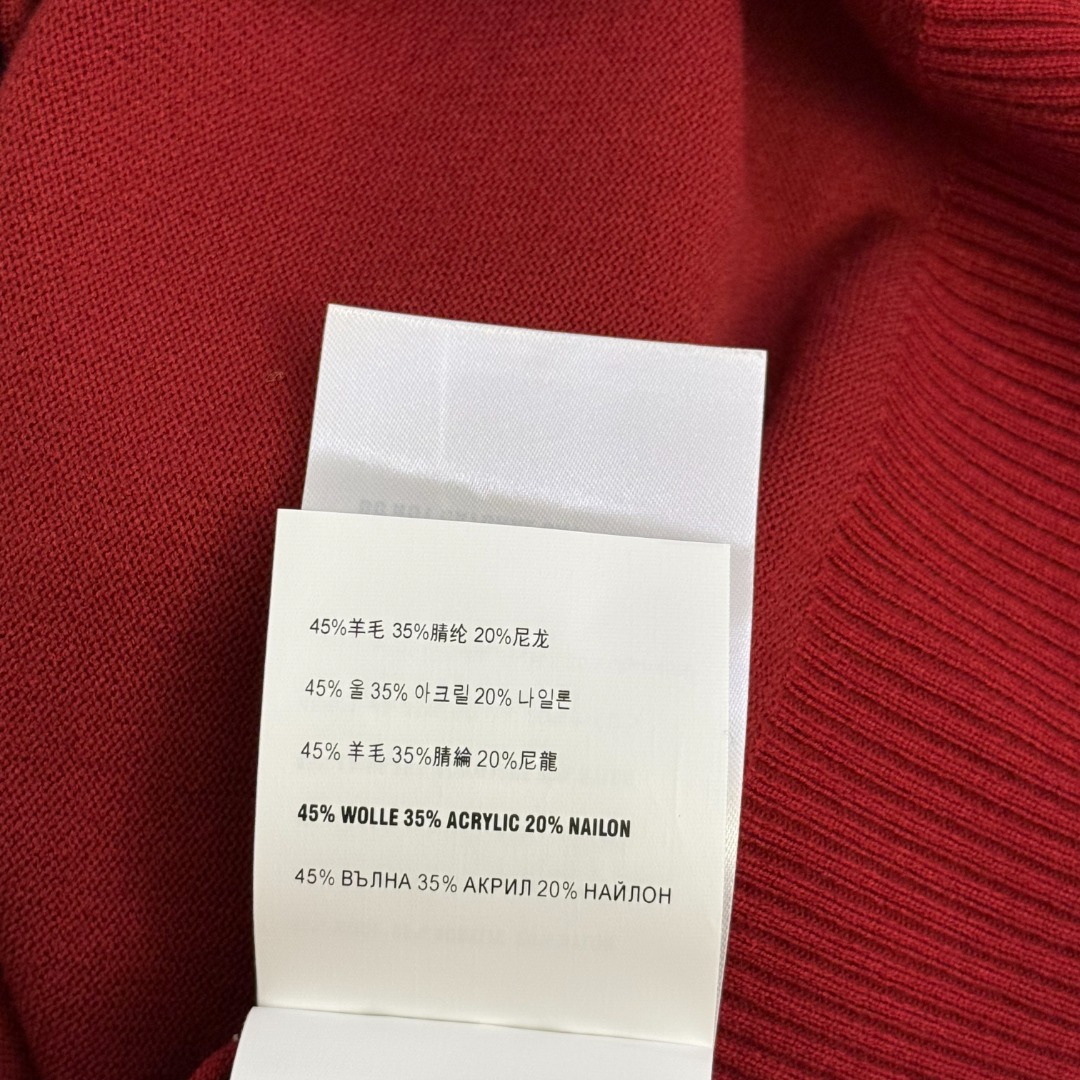 45%羊毛 35%腈纶 20%尼龙
45% 울 35% 아크릴 20% 나일론
45% 羊毛 35%腈綸 20%尼龍
45% WOLLE 35% ACRYLIC 20% NAILON
45% ВЪЛНА 35% АКРИЛ 20% НАЙЛОН